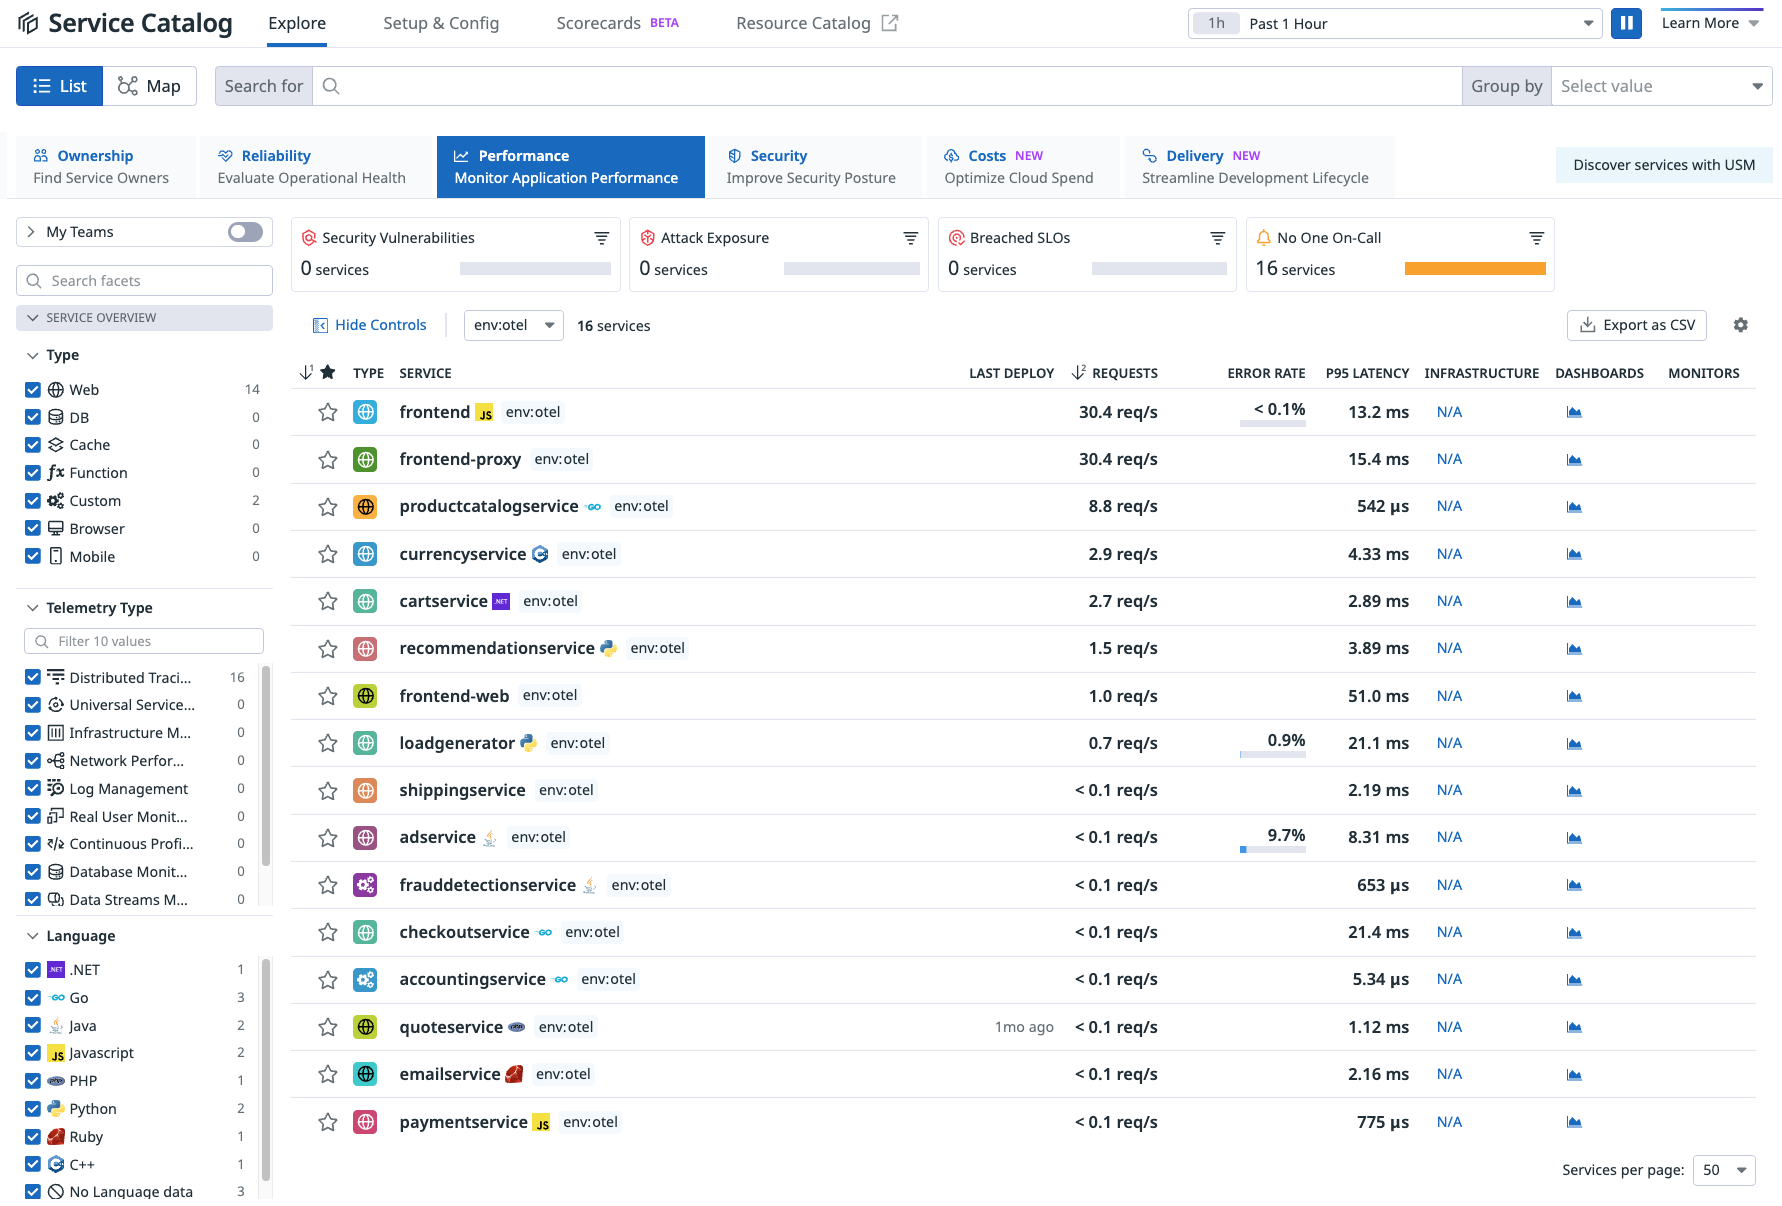 Service Catalog Explore Setup & Config Scorecards BETA Resource Catalog 1h Past 1 Hour Learn More
List Map Search for Group by Select value
Ownership Reliability Performance Security Costs NEW Delivery NEW
Find Service Owners Evaluate Operational Health Monitor Application Performance Improve Security Posture Optimize Cloud Spend Streamline Development Lifecycle Discover services with USM
My Teams
Search facets
SERVICE OVERVIEW
Type
Web 14
DB 0
Cache 0
Function 0
Custom 2
Browser 0
Mobile 0
Telemetry Type
Filter 10 values
Distributed Traci... 16
Universal Service... 0
Infrastructure M... 0
Network Perfor... 0
Log Management 0
Real User Monit... 0
Continuous Profi... 0
Database Monit... 0
Data Streams M... 0
Language
.NET 1
Go 3
Java 2
Javascript 2
PHP 1
Python 2
Ruby 1
C++ 1
No Language data 3
Security Vulnerabilities Attack Exposure Breached SLOs No One On-Call
0 services 0 services 0 services 16 services
Hide Controls env:otel 16 services Export as CSV
1 TYPE SERVICE LAST DEPLOY 2 REQUESTS ERROR RATE P95 LATENCY INFRASTRUCTURE DASHBOARDS MONITORS
frontend JS env:otel 30.4 req/s < 0.1% 13.2 ms N/A
frontend-proxy env:otel 30.4 req/s 15.4 ms N/A
productcatalogservice GO env:otel 8.8 req/s 542 µs N/A
currencyservice env:otel 2.9 req/s 4.33 ms N/A
cartservice .NET env:otel 2.7 req/s 2.89 ms N/A
recommendationservice env:otel 1.5 req/s 3.89 ms N/A
frontend-web env:otel 1.0 req/s 51.0 ms N/A
loadgenerator env:otel 0.7 req/s 0.9% 21.1 ms N/A
shippingservice env:otel < 0.1 req/s 2.19 ms N/A
adservice env:otel < 0.1 req/s 9.7% 8.31 ms N/A
frauddetectionservice env:otel < 0.1 req/s 653 µs N/A
checkoutservice GO env:otel < 0.1 req/s 21.4 ms N/A
accountingservice GO env:otel < 0.1 req/s 5.34 µs N/A
quoteservice php env:otel 1mo ago < 0.1 req/s 1.12 ms N/A
emailservice env:otel < 0.1 req/s 2.16 ms N/A
paymentservice JS env:otel < 0.1 req/s 775 µs N/A
Services per page: 50